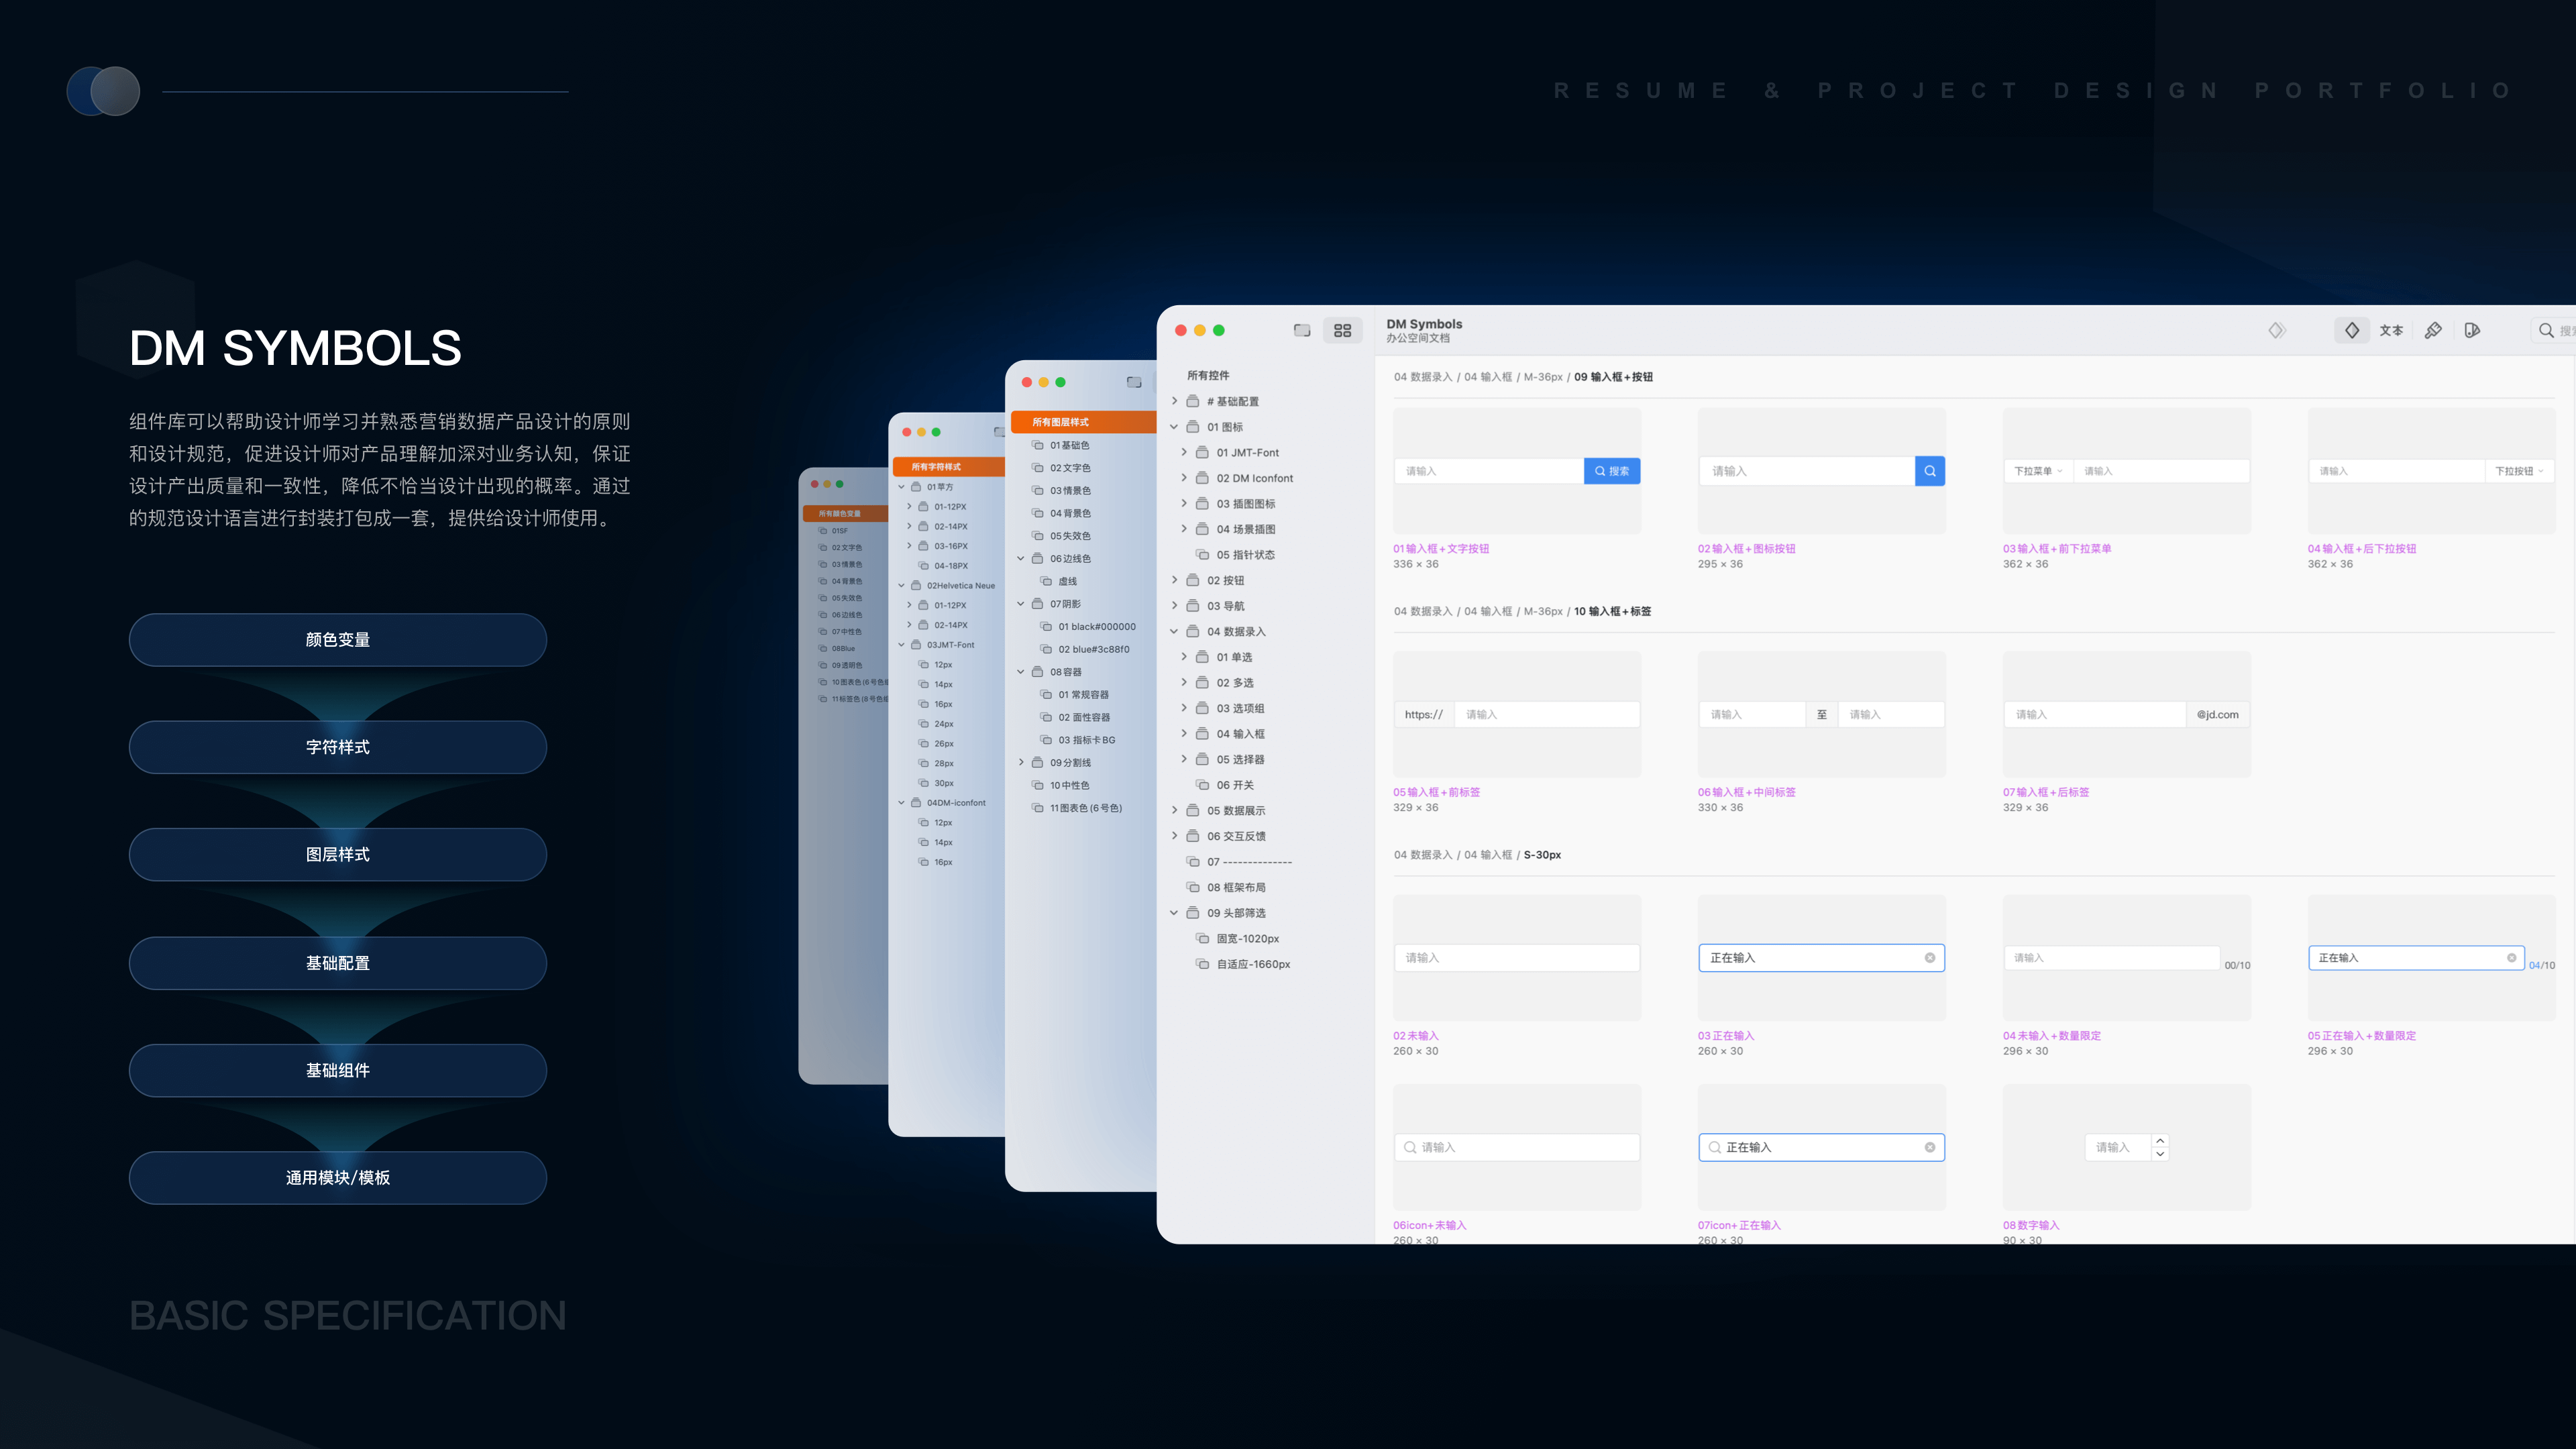 RESUME & PROJECT DESIGN PORTFOLIO
DM SYMBOLS
组件库可以帮助设计师学习并熟悉营销数据产品设计的原则
和设计规范，促进设计师对产品理解加深对业务认知，保证
设计产出质量和一致性，降低不恰当设计出现的概率。通过
的规范设计语言进行封装打包成一套，提供给设计师使用。
颜色变量
字符样式
图层样式
基础配置
基础组件
通用模块/模板
BASIC SPECIFICATION
所有颜色变量
01SF
02文字色
03情景色
04背景色
05失效色
06边线色
07中性色
08Blue
09透明色
10图表色(6号色
11标签色(8号色
所有字符样式
01苹方
01-12PX
02-14PX
03-16PX
04-18PX
02Helvetica Neue
01-12PX
02-14PX
03JMT-Font
12px
14px
16px
24px
26px
28px
30px
04DM-iconfont
12px
14px
16px
所有图层样式
01基础色
02文字色
03情景色
04背景色
05失效色
06边线色
虚线
07阴影
01 black#000000
02 blue#3c88f0
08容器
01 常规容器
02 面性容器
03 指标卡BG
09分割线
10中性色
11图表色(6号色)
DM Symbols
办公空间文档
文本
所有控件
# 基础配置
01 图标
01 JMT-Font
02 DM Iconfont
03 插图图标
04 场景插图
05 指针状态
02 按钮
03 导航
04 数据录入
01 单选
02 多选
03 选项组
04 输入框
05 选择器
06 开关
05 数据展示
06 交互反馈
07 --------------
08 框架布局
09 头部筛选
固宽-1020px
自适应-1660px
04 数据录入 / 04 输入框 / M-36px / 09 输入框+按钮
请输入 搜索
请输入
下拉菜单 请输入
请输入 下拉按钮
01输入框+文字按钮
336 × 36
02输入框+图标按钮
295 × 36
03输入框+前下拉菜单
362 × 36
04输入框+后下拉按钮
362 × 36
04 数据录入 / 04 输入框 / M-36px / 10 输入框+标签
https:// 请输入
请输入 至 请输入
请输入 @jd.com
05输入框+前标签
329 × 36
06输入框+中间标签
330 × 36
07输入框+后标签
329 × 36
04 数据录入 / 04 输入框 / S-30px
请输入
正在输入
请输入 00/10
正在输入 04/10
02未输入
260 × 30
03正在输入
260 × 30
04未输入+数量限定
296 × 30
05正在输入+数量限定
296 × 30
请输入
正在输入
请输入
06icon+未输入
260 × 30
07icon+正在输入
260 × 30
08数字输入
90 × 30